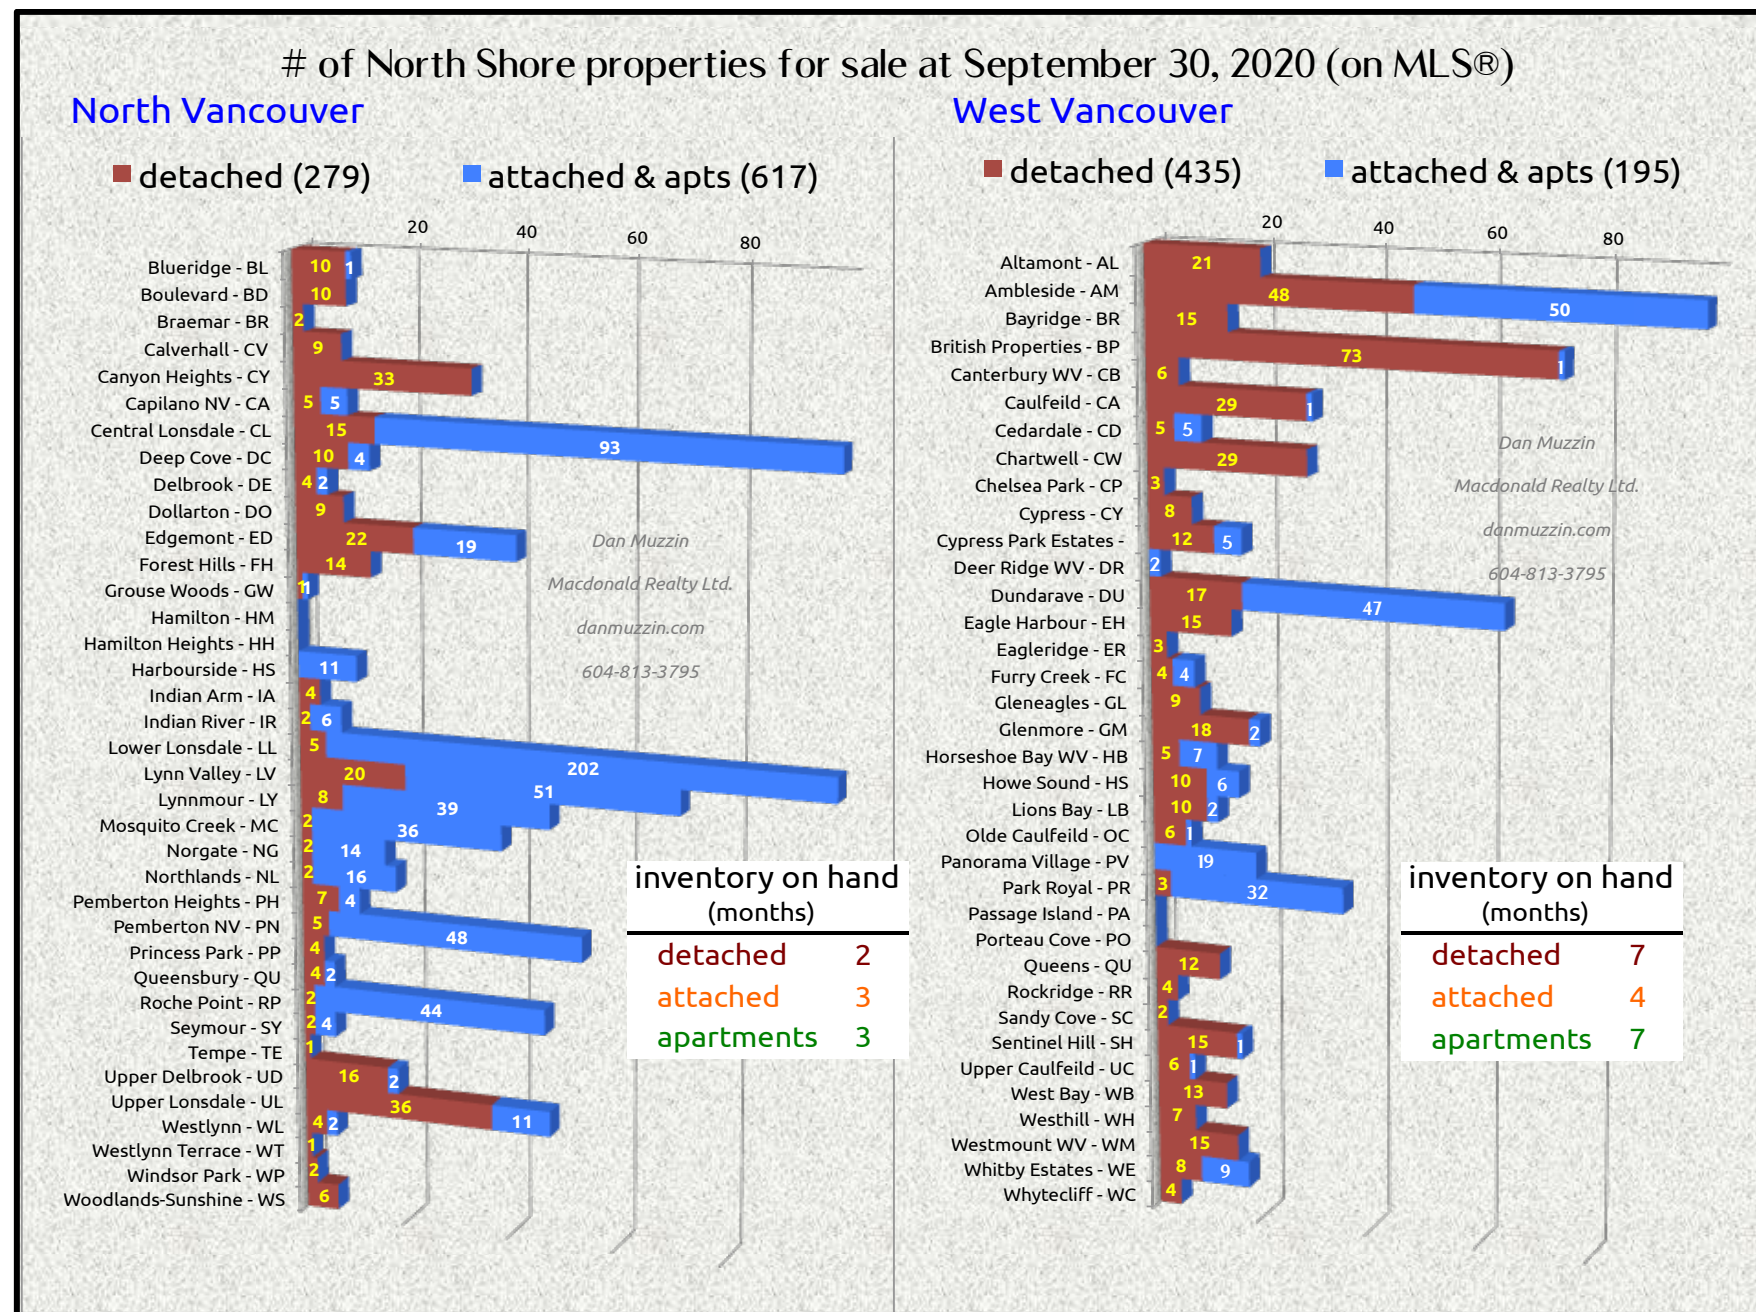 # of North Shore properties for sale at September 30, 2020 (on MLS®)
North Vancouver
detached (279) attached & apts (617)
20 40 60 80
Blueridge - BL 10 1
Boulevard - BD 10
Braemar - BR 2
Calverhall - CV 9
Canyon Heights - CY 33
Capilano NV - CA 5 5
Central Lonsdale - CL 15 93
Deep Cove - DC 10 4
Delbrook - DE 4 2
Dollarton - DO 9
Edgemont - ED 22 19
Forest Hills - FH 14
Grouse Woods - GW 1 1
Hamilton - HM
Hamilton Heights - HH
Harbourside - HS 11
Indian Arm - IA 4
Indian River - IR 2 6
Lower Lonsdale - LL 5 202
Lynn Valley - LV 20 51
Lynnmour - LY 8 39
Mosquito Creek - MC 2 36
Norgate - NG 2 14
Northlands - NL 2 16
Pemberton Heights - PH 7 4
Pemberton NV - PN 5 48
Princess Park - PP 4
Queensbury - QU 4 2
Roche Point - RP 2 44
Seymour - SY 2 4
Tempe - TE 1
Upper Delbrook - UD 16 2
Upper Lonsdale - UL 36 11
Westlynn - WL 4 2
Westlynn Terrace - WT 1
Windsor Park - WP 2
Woodlands-Sunshine - WS 6
Dan Muzzin
Macdonald Realty Ltd.
danmuzzin.com
604-813-3795
inventory on hand
(months)
detached 2
attached 3
apartments 3
West Vancouver
detached (435) attached & apts (195)
20 40 60 80
Altamont - AL 21
Ambleside - AM 48 50
Bayridge - BR 15
British Properties - BP 73 1
Canterbury WV - CB 6
Caulfeild - CA 29 1
Cedardale - CD 5 5
Chartwell - CW 29
Chelsea Park - CP 3
Cypress - CY 8
Cypress Park Estates - 12 5
Deer Ridge WV - DR 2
Dundarave - DU 17 47
Eagle Harbour - EH 15
Eagleridge - ER 3
Furry Creek - FC 4 4
Gleneagles - GL 9
Glenmore - GM 18 2
Horseshoe Bay WV - HB 5 7
Howe Sound - HS 10 6
Lions Bay - LB 10 2
Olde Caulfeild - OC 6 1
Panorama Village - PV 19
Park Royal - PR 3 32
Passage Island - PA
Porteau Cove - PO
Queens - QU 12
Rockridge - RR 4
Sandy Cove - SC 2
Sentinel Hill - SH 15 1
Upper Caulfeild - UC 6 1
West Bay - WB 13
Westhill - WH 7
Westmount WV - WM 15
Whitby Estates - WE 8 9
Whytecliff - WC 4
Dan Muzzin
Macdonald Realty Ltd.
danmuzzin.com
604-813-3795
inventory on hand
(months)
detached 7
attached 4
apartments 7